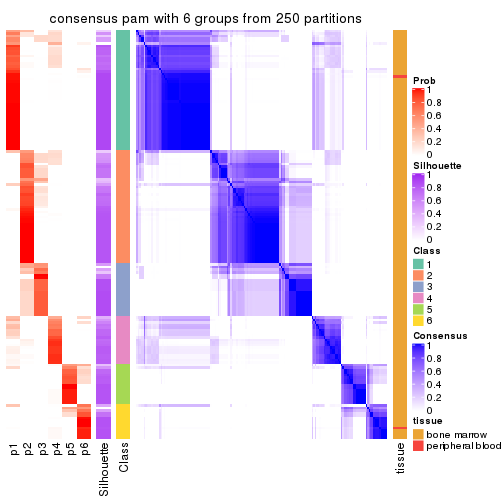 consensus pam with 6 groups from 250 partitions
Prob
1
0.8
0.6
0.4
0.2
0
Silhouette
1
0.8
0.6
0.4
0.2
0
Class
1
2
3
4
5
6
Consensus
1
0.8
0.6
0.4
0.2
0
tissue
bone marrow
peripheral blood
p1
p2
p3
p4
p5
p6
Silhouette
Class
tissue